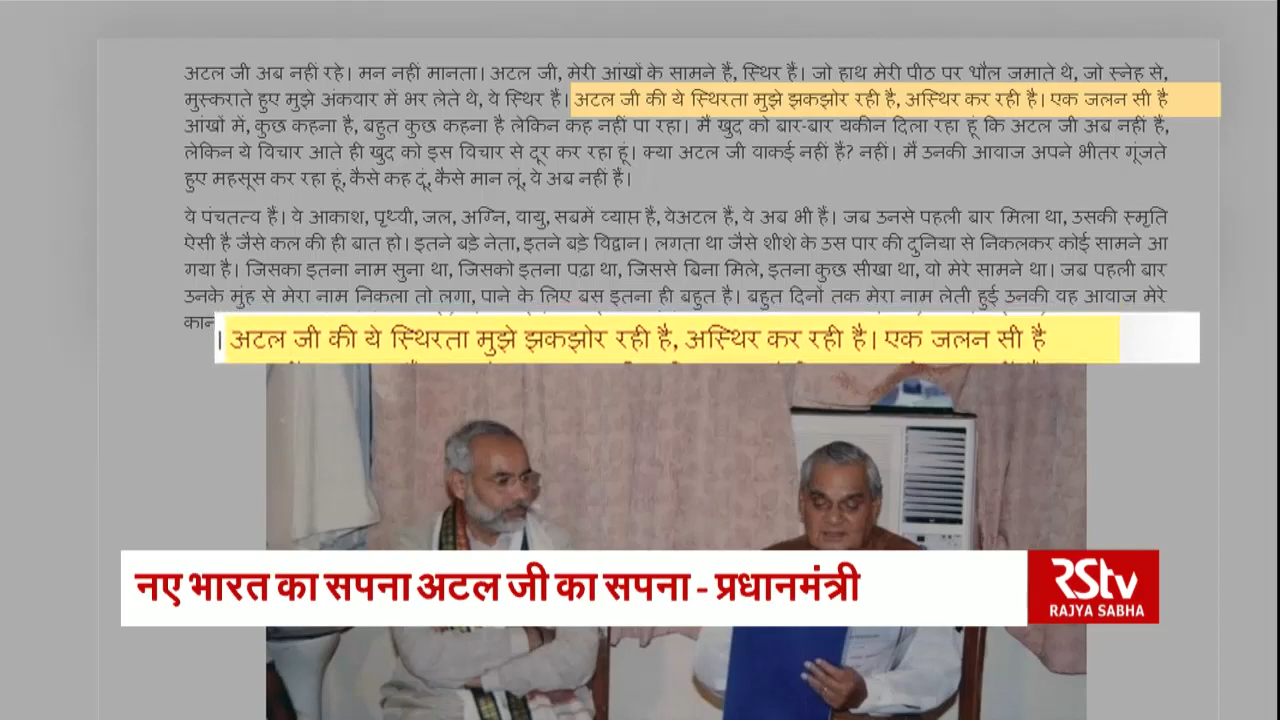 अटल जी अब नहीं रहे। मन नहीं मानता। अटल जी, मेरी आंखों के सामने हैं, स्थिर हैं। जो हाथ मेरी पीठ पर धौल जमाते थे, जो स्नेह से,
मुस्कराते हुए मुझे अंकवार में भर लेते थे, वे स्थिर हैं। अटल जी की ये स्थिरता मुझे झकझोर रही है, अस्थिर कर रही है। एक जलन सी है
आंखों में, कुछ कहना है, बहुत कुछ कहना है लेकिन कह नहीं पा रहा। मैं खुद को बार-बार यकीन दिला रहा हूं कि अटल जी अब नहीं हैं,
लेकिन ये विचार आते ही खुद को इस विचार से दूर कर रहा हूं। क्या अटल जी वाकई नहीं हैं? नहीं। मैं उनकी आवाज अपने भीतर गूंजते
हुए महसूस कर रहा हूं, कैसे कह दूं, कैसे मान लूं, वे अब नहीं हैं।
वे पंचतत्व हैं। वे आकाश, पृथ्वी, जल, अग्नि, वायु, सबमें व्याप्त हैं, वेअटल हैं, वे अब भी हैं। जब उनसे पहली बार मिला था, उसकी स्मृति
ऐसी है जैसे कल की ही बात हो। इतने बड़े नेता, इतने बड़े विद्वान। लगता था जैसे शीशे के उस पार की दुनिया से निकलकर कोई सामने आ
गया है। जिसका इतना नाम सुना था, जिसको इतना पढ़ा था, जिससे बिना मिले, इतना कुछ सीखा था, वो मेरे सामने था। जब पहली बार
उनके मुंह से मेरा नाम निकला तो लगा, पाने के लिए बस इतना ही बहुत है। बहुत दिनों तक मेरा नाम लेती हुई उनकी वह आवाज मेरे
कान
। अटल जी की ये स्थिरता मुझे झकझोर रही है, अस्थिर कर रही है। एक जलन सी है
नए भारत का सपना अटल जी का सपना - प्रधानमंत्री
RStv
RAJYA SABHA